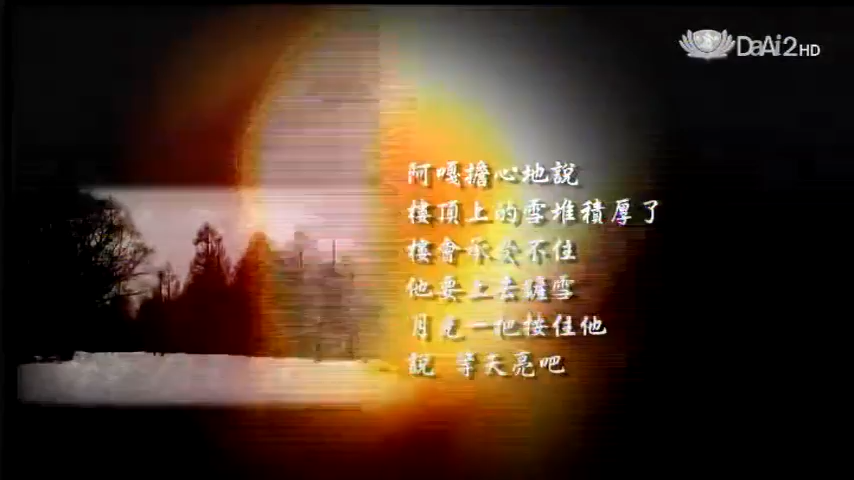 DaAi2HD
阿嘎擔心地說
樓頂上的雪堆積厚了
樓會承受不住
他要上去鏟雪
月光一把按住他
說 等天亮吧